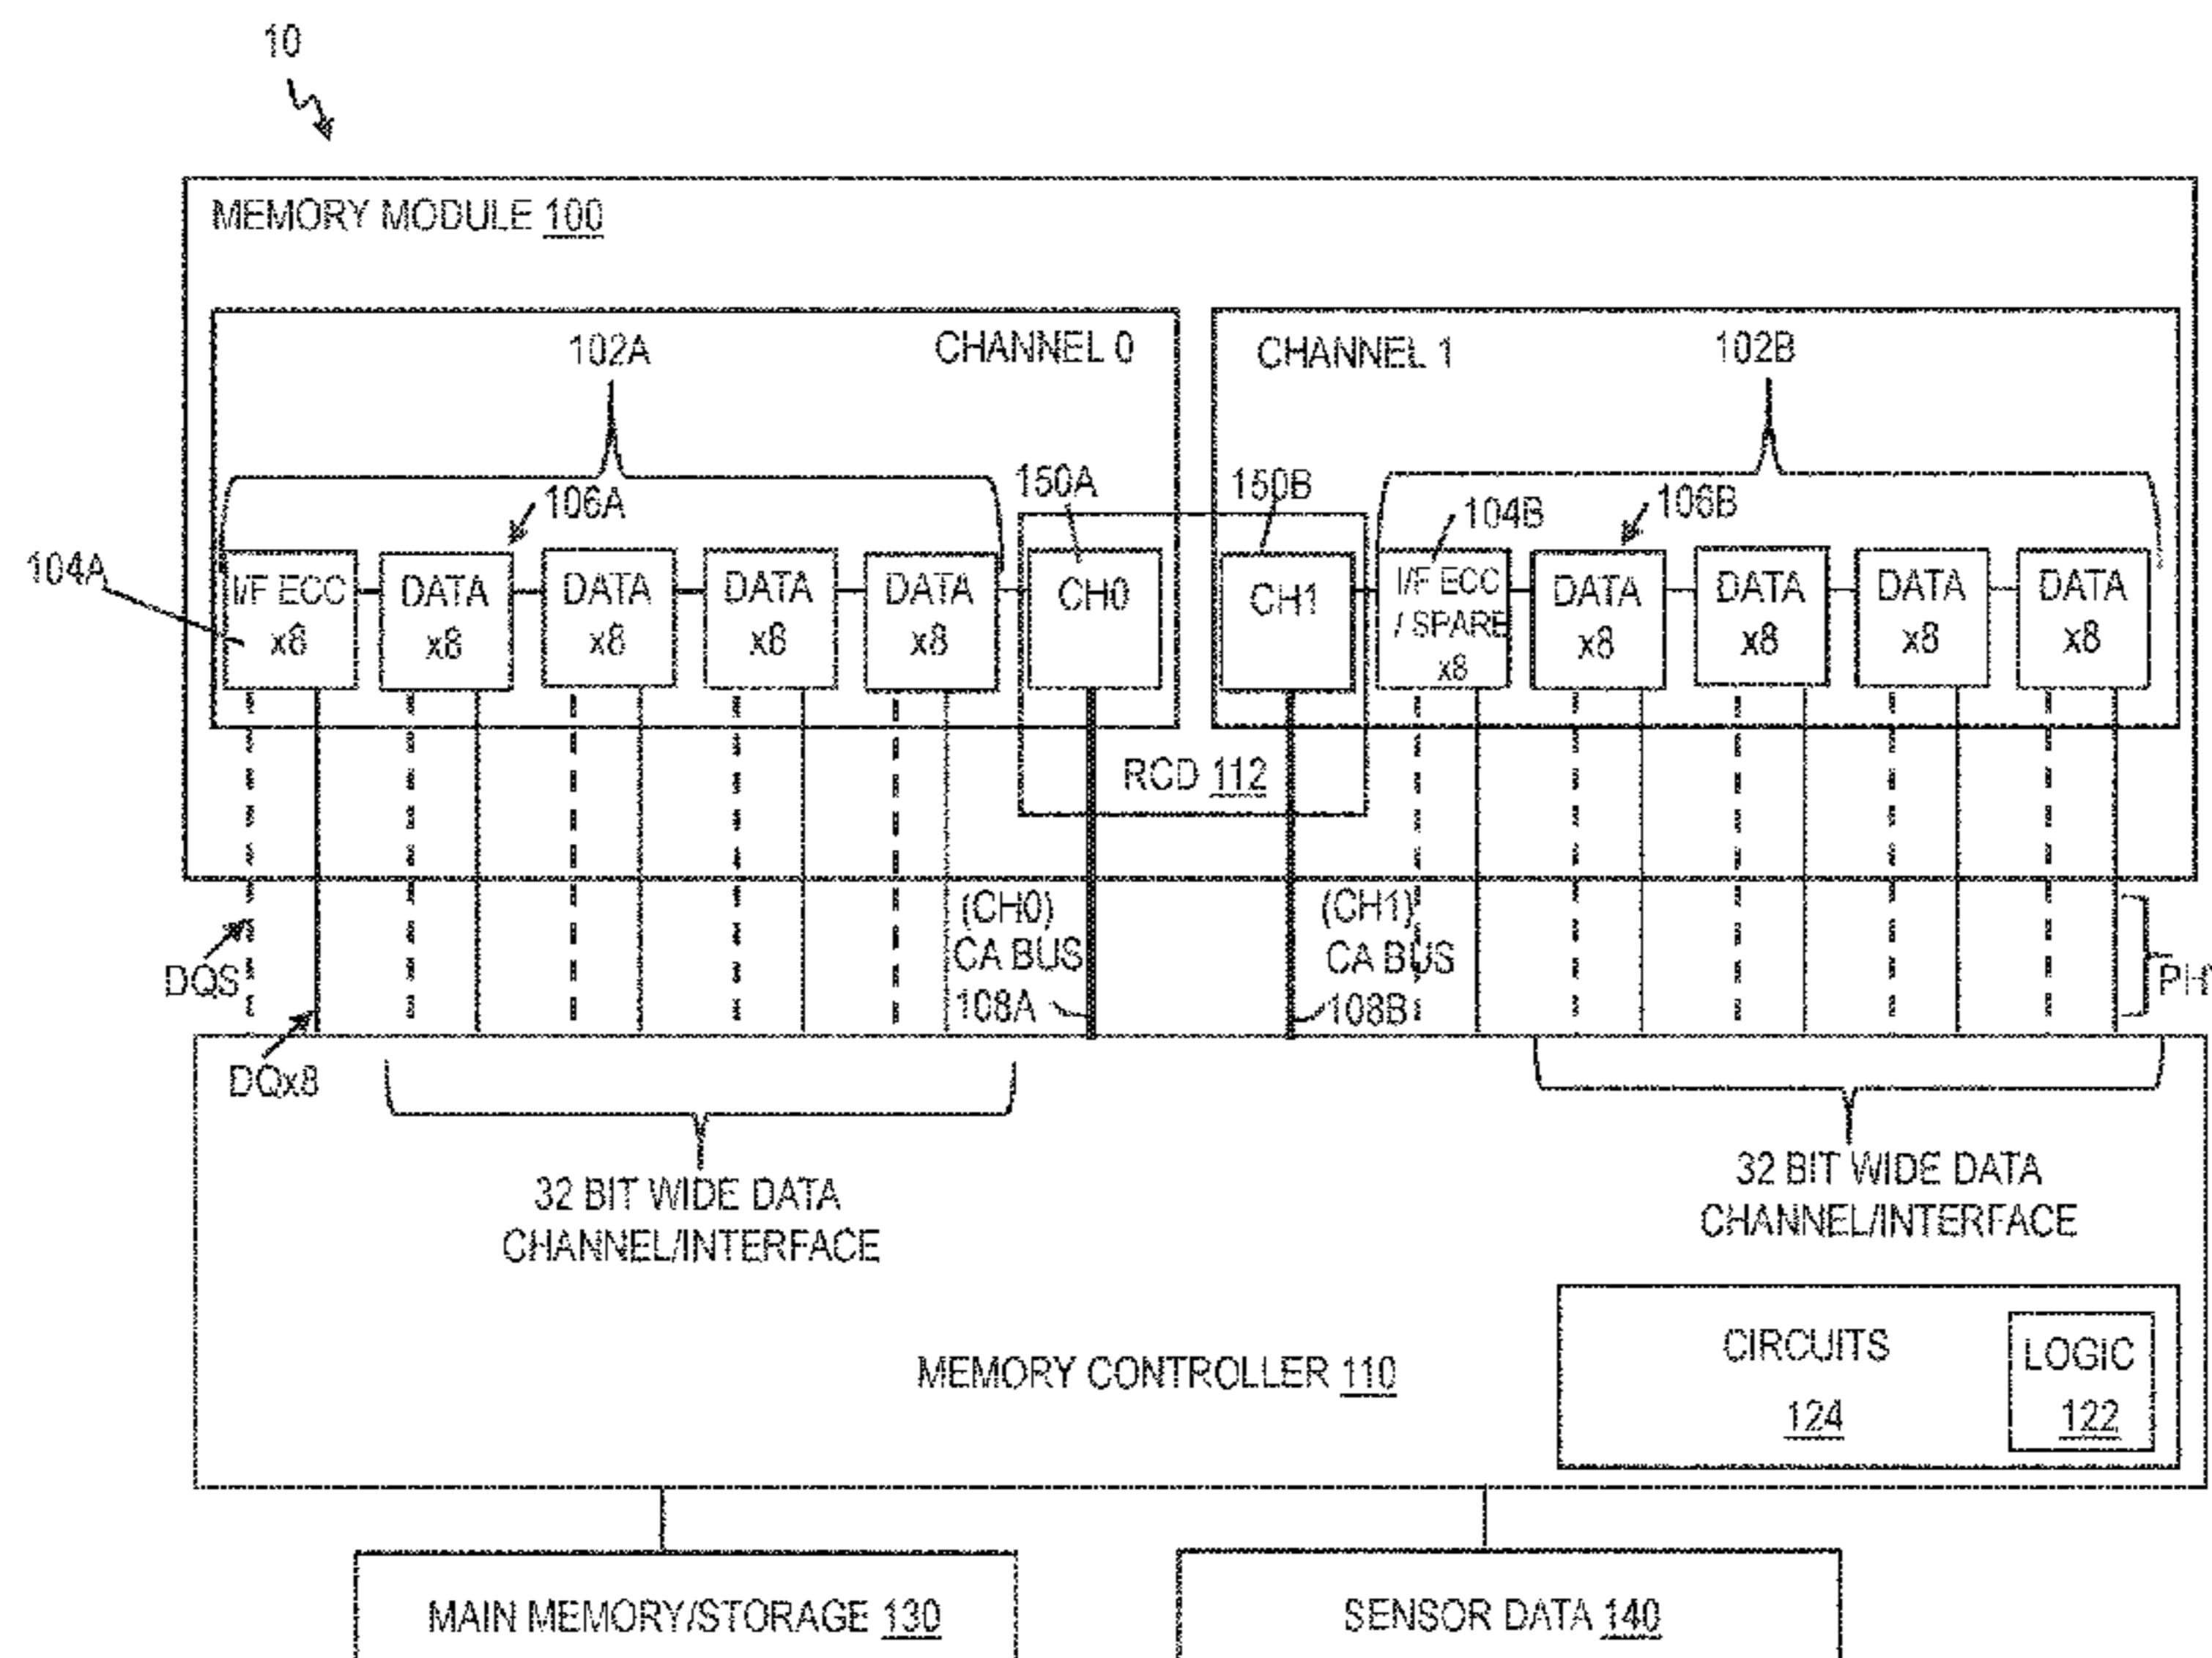 10
MEMORY MODULE 100
102A
CHANNEL 0
CHANNEL 1
102B
150A
150B
106A
104B
106B
104A
I/F ECC
x8
DATA
x8
DATA
x8
DATA
x8
DATA
x8
CH0
CH1
I/F ECC
/ SPARE
x8
DATA
x8
DATA
x8
DATA
x8
DATA
x8
RCD 112
(CH0)
CA BUS
108A
(CH1)
CA BUS
108B
DQS
DQx8
PH
32 BIT WIDE DATA
CHANNEL/INTERFACE
32 BIT WIDE DATA
CHANNEL/INTERFACE
MEMORY CONTROLLER 110
CIRCUITS
124
LOGIC
122
MAIN MEMORY/STORAGE 130
SENSOR DATA 140